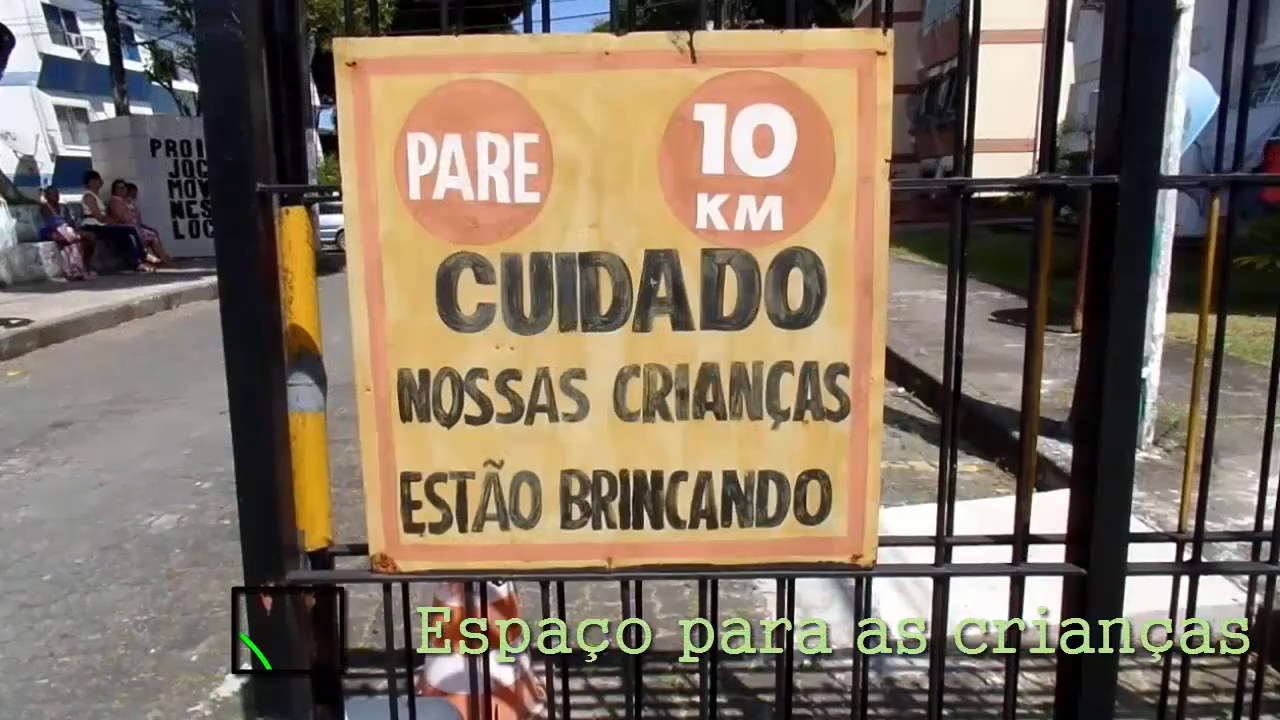 PARE
10
KM
CUIDADO
NOSSAS CRIANÇAS
ESTÃO BRINCANDO
Espaço para as crianças